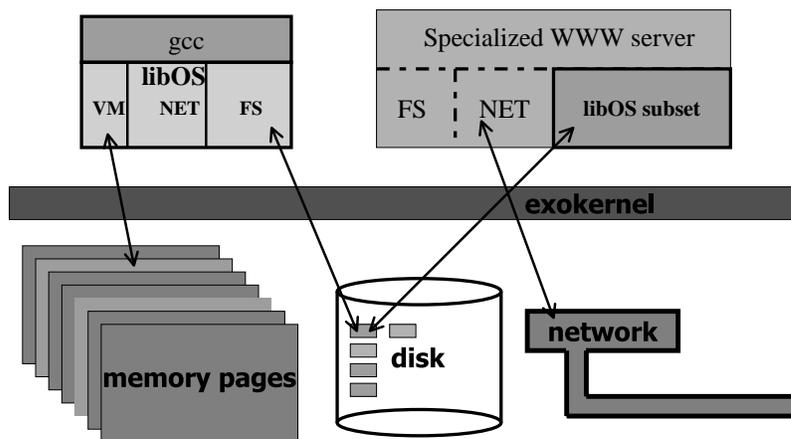 gcc
libOS
VM
NET
FS
Specialized WWW server
FS
NET
libOS subset
exokernel
memory pages
disk
network